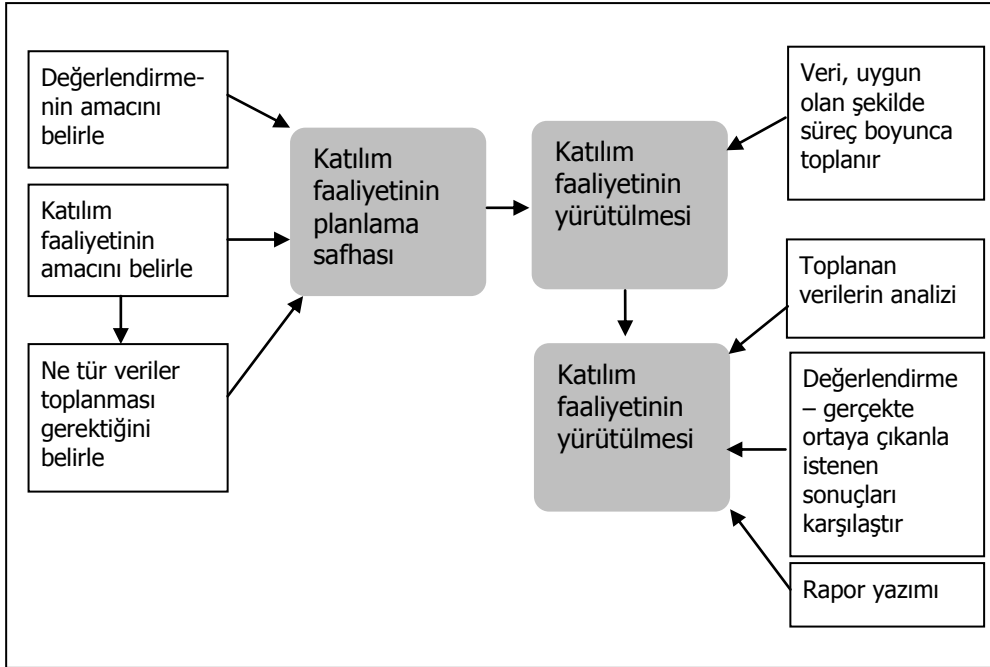 Değerlendirme-
nin amacını
belirle
Katılım
faaliyetinin
amacını belirle
Ne tür veriler
toplanması
gerektiğini
belirle
Katılım
faaliyetinin
planlama
safhası
Katılım
faaliyetinin
yürütülmesi
Katılım
faaliyetinin
yürütülmesi
Veri, uygun
olan şekilde
süreç boyunca
toplanır
Toplanan
verilerin analizi
Değerlendirme
– gerçekte
ortaya çıkanla
istenen
sonuçları
karşılaştır
Rapor yazımı